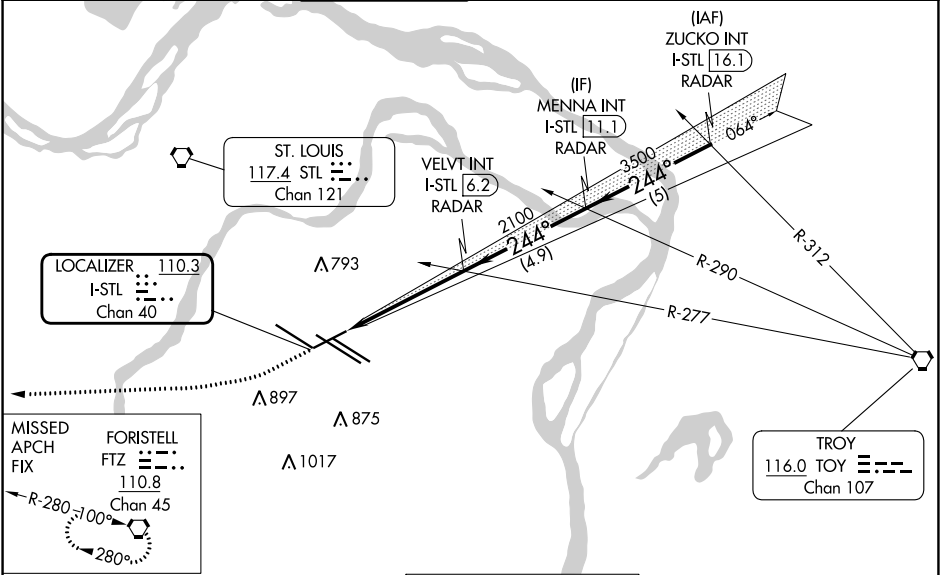 (IAF)
ZUCKO INT
I-STL 16.1
RADAR
(IF)
MENNA INT
I-STL 11.1
RADAR
064°
3500
244°
(5)
ST. LOUIS
117.4 STL
Chan 121
VELVT INT
I-STL 6.2
RADAR
2100
244°
(4.9)
R-312
R-290
R-277
LOCALIZER 110.3
I-STL
Chan 40
793
897
875
1017
MISSED
APCH
FIX
FORISTELL
FTZ
110.8
Chan 45
R-280
100°
280°
TROY
116.0 TOY
Chan 107